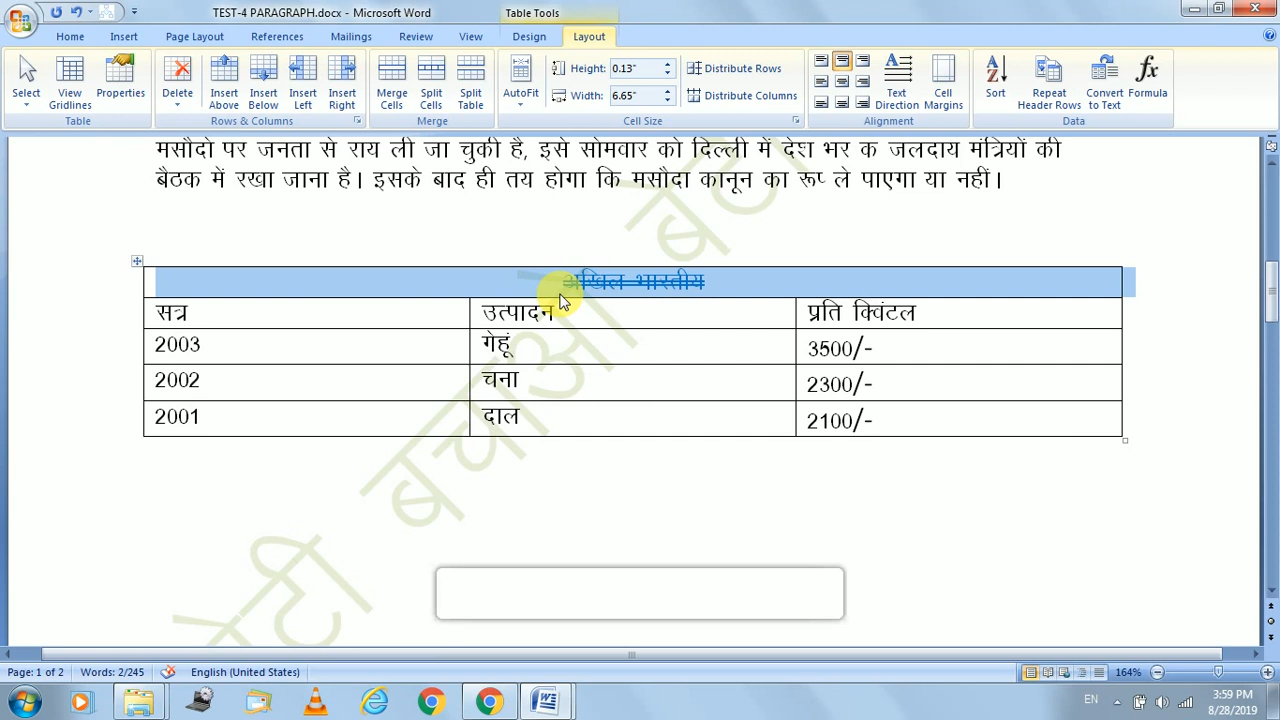 TEST-4 PARAGRAPH.docx - Microsoft Word
Table Tools
Home Insert Page Layout References Mailings Review View Design Layout
Select View Gridlines Properties Delete Insert Above Insert Below Insert Left Insert Right Merge Cells Split Cells Split Table AutoFit Height: 0.13" Width: 6.65" Distribute Rows Distribute Columns Text Direction Cell Margins Sort Repeat Header Rows Convert to Text Formula
Table Rows & Columns Merge Cell Size Alignment Data
मसौदो पर जनता से राय ली जा चुकी है, इसे सोमवार को दिल्ली में देश भर क जलदाय मंत्रियों की
बैठक में रखा जाना है। इसके बाद ही तय होगा कि मसौदा कानून का रूप ले पाएगा या नहीं।
अखिल भारतीय
सत्र उत्पादन प्रति क्विंटल
2003 गेहूं 3500/-
2002 चना 2300/-
2001 दाल 2100/-
बेटी बचाओ बेटी
Page: 1 of 2 Words: 2/245 English (United States) 164%
EN 3:59 PM
8/28/2019